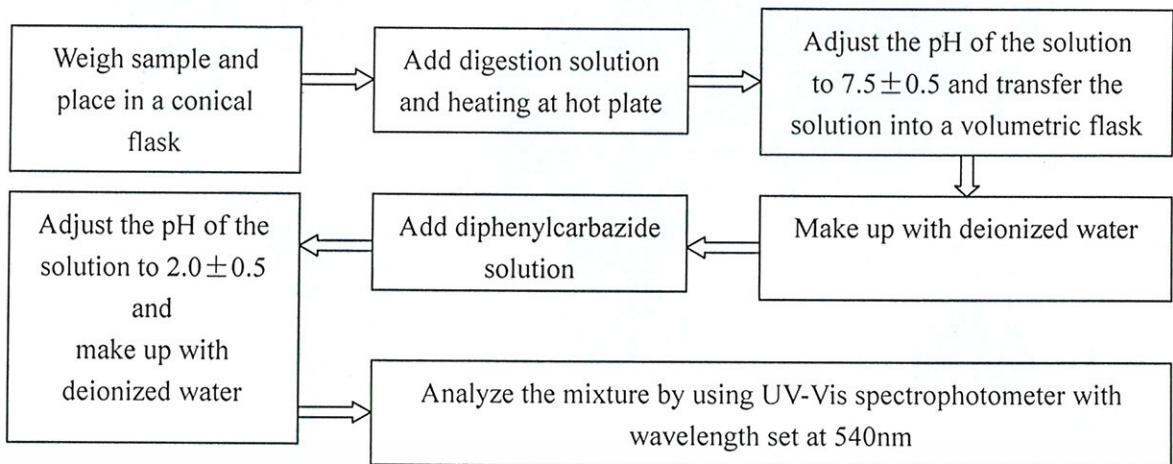 Weigh sample and
place in a conical
flask
Add digestion solution
and heating at hot plate
Adjust the pH of the solution
to 7.5±0.5 and transfer the
solution into a volumetric flask
Make up with deionized water
Add diphenylcarbazide
solution
Adjust the pH of the
solution to 2.0±0.5
and
make up with
deionized water
Analyze the mixture by using UV-Vis spectrophotometer with
wavelength set at 540nm